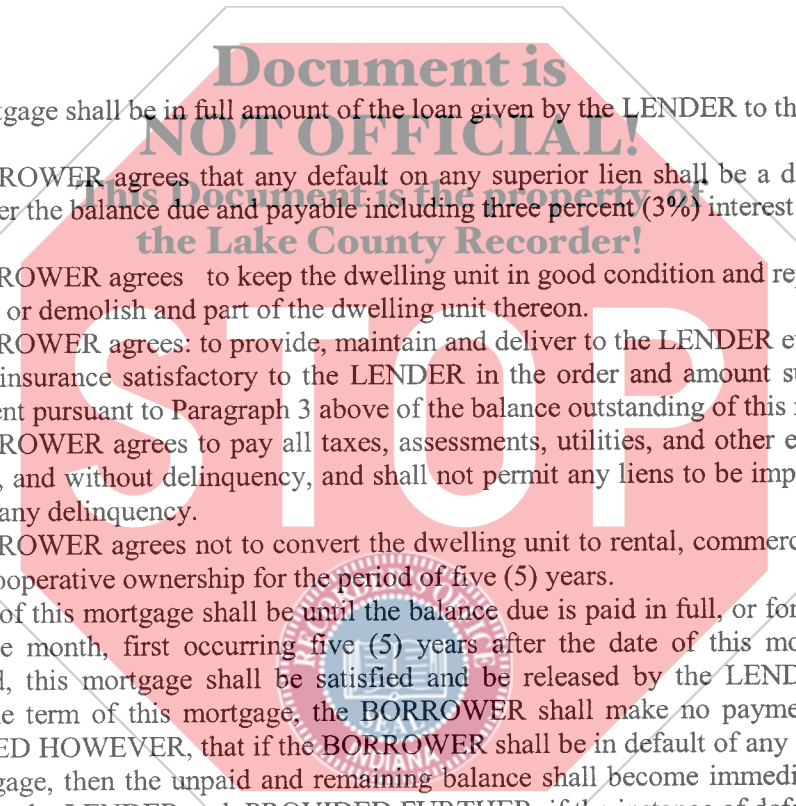 Document is
tgage shall be in full amount of the loan given by the LENDER to th
NOT OFFICIAL!
ROWER agrees that any default on any superior lien shall be a d
This Document is the property of
er the balance due and payable including three percent (3%) interest
the Lake County Recorder!
ROWER agrees to keep the dwelling unit in good condition and re
or demolish and part of the dwelling unit thereon.
STOP
ROWER agrees: to provide, maintain and deliver to the LENDER e
insurance satisfactory to the LENDER in the order and amount s
ent pursuant to Paragraph 3 above of the balance outstanding of this
ROWER agrees to pay all taxes, assessments, utilities, and other e
, and without delinquency, and shall not permit any liens to be imp
any delinquency.
ROWER agrees not to convert the dwelling unit to rental, commerc
ooperative ownership for the period of five (5) years.
of this mortgage shall be until the balance due is paid in full, or for
e month, first occurring five (5) years after the date of this mo
d, this mortgage shall be satisfied and be released by the LEND
e term of this mortgage, the BORROWER shall make no payme
ED HOWEVER, that if the BORROWER shall be in default of any
gage, then the unpaid and remaining balance shall become immedi
SEAL
INDIANA